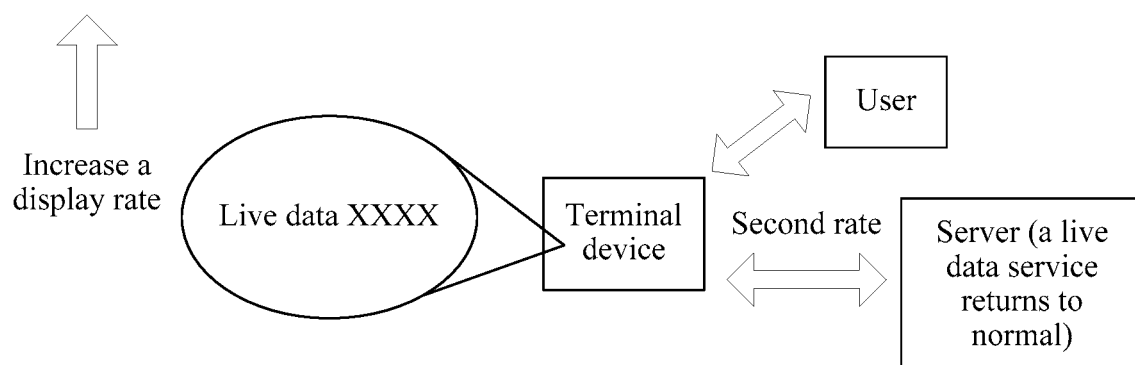 Increase a
display rate
Live data XXXX
Terminal
device
User
Second rate
Server (a live
data service
returns to
normal)